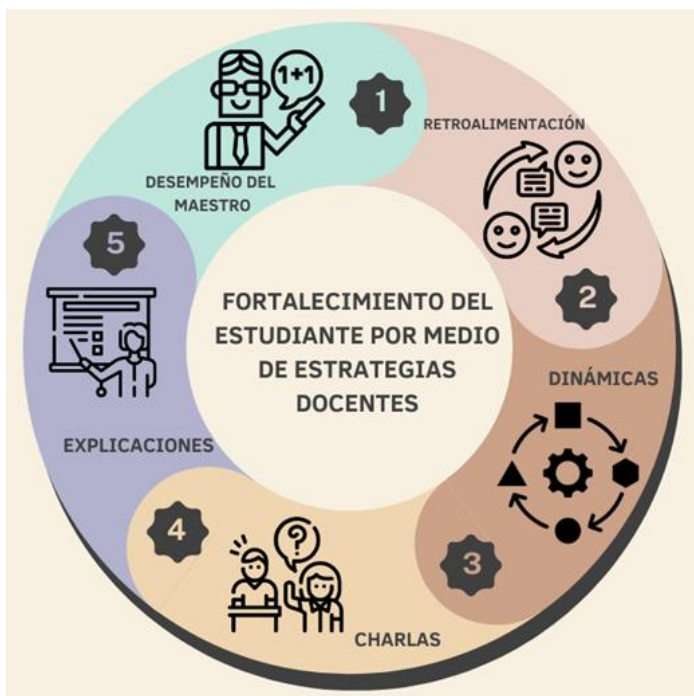 1+1
1
DESEMPEÑO DEL
MAESTRO
RETROALIMENTACIÓN
2
DINÁMICAS
3
CHARLAS
?
4
EXPLICACIONES
5
FORTALECIMIENTO DEL
ESTUDIANTE POR MEDIO
DE ESTRATEGIAS
DOCENTES